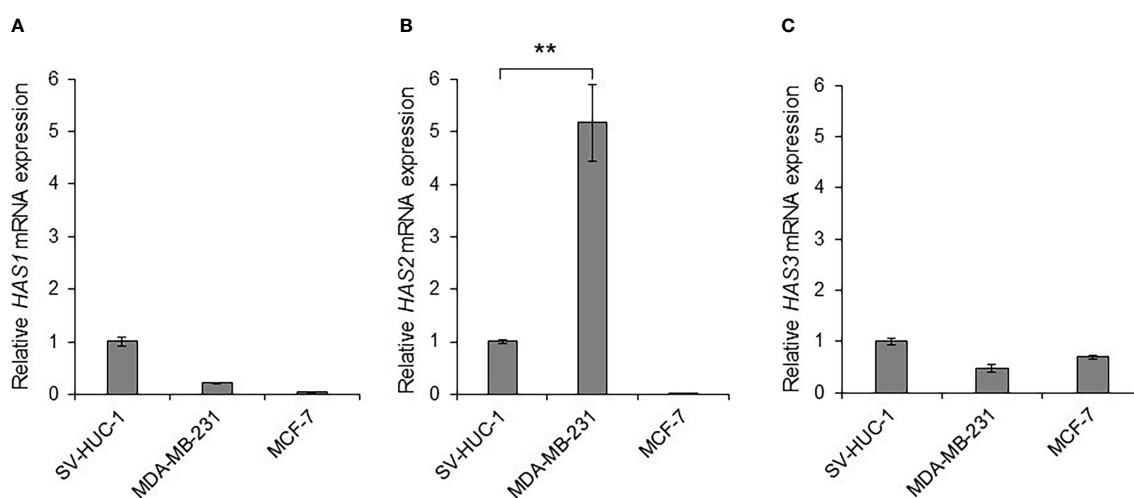 A
Relative HAS1 mRNA expression
6
5
4
3
2
1
0
SV-HUC-1
MDA-MB-231
MCF-7
B
**
Relative HAS2 mRNA expression
6
5
4
3
2
1
0
SV-HUC-1
MDA-MB-231
MCF-7
C
Relative HAS3 mRNA expression
6
5
4
3
2
1
0
SV-HUC-1
MDA-MB-231
MCF-7